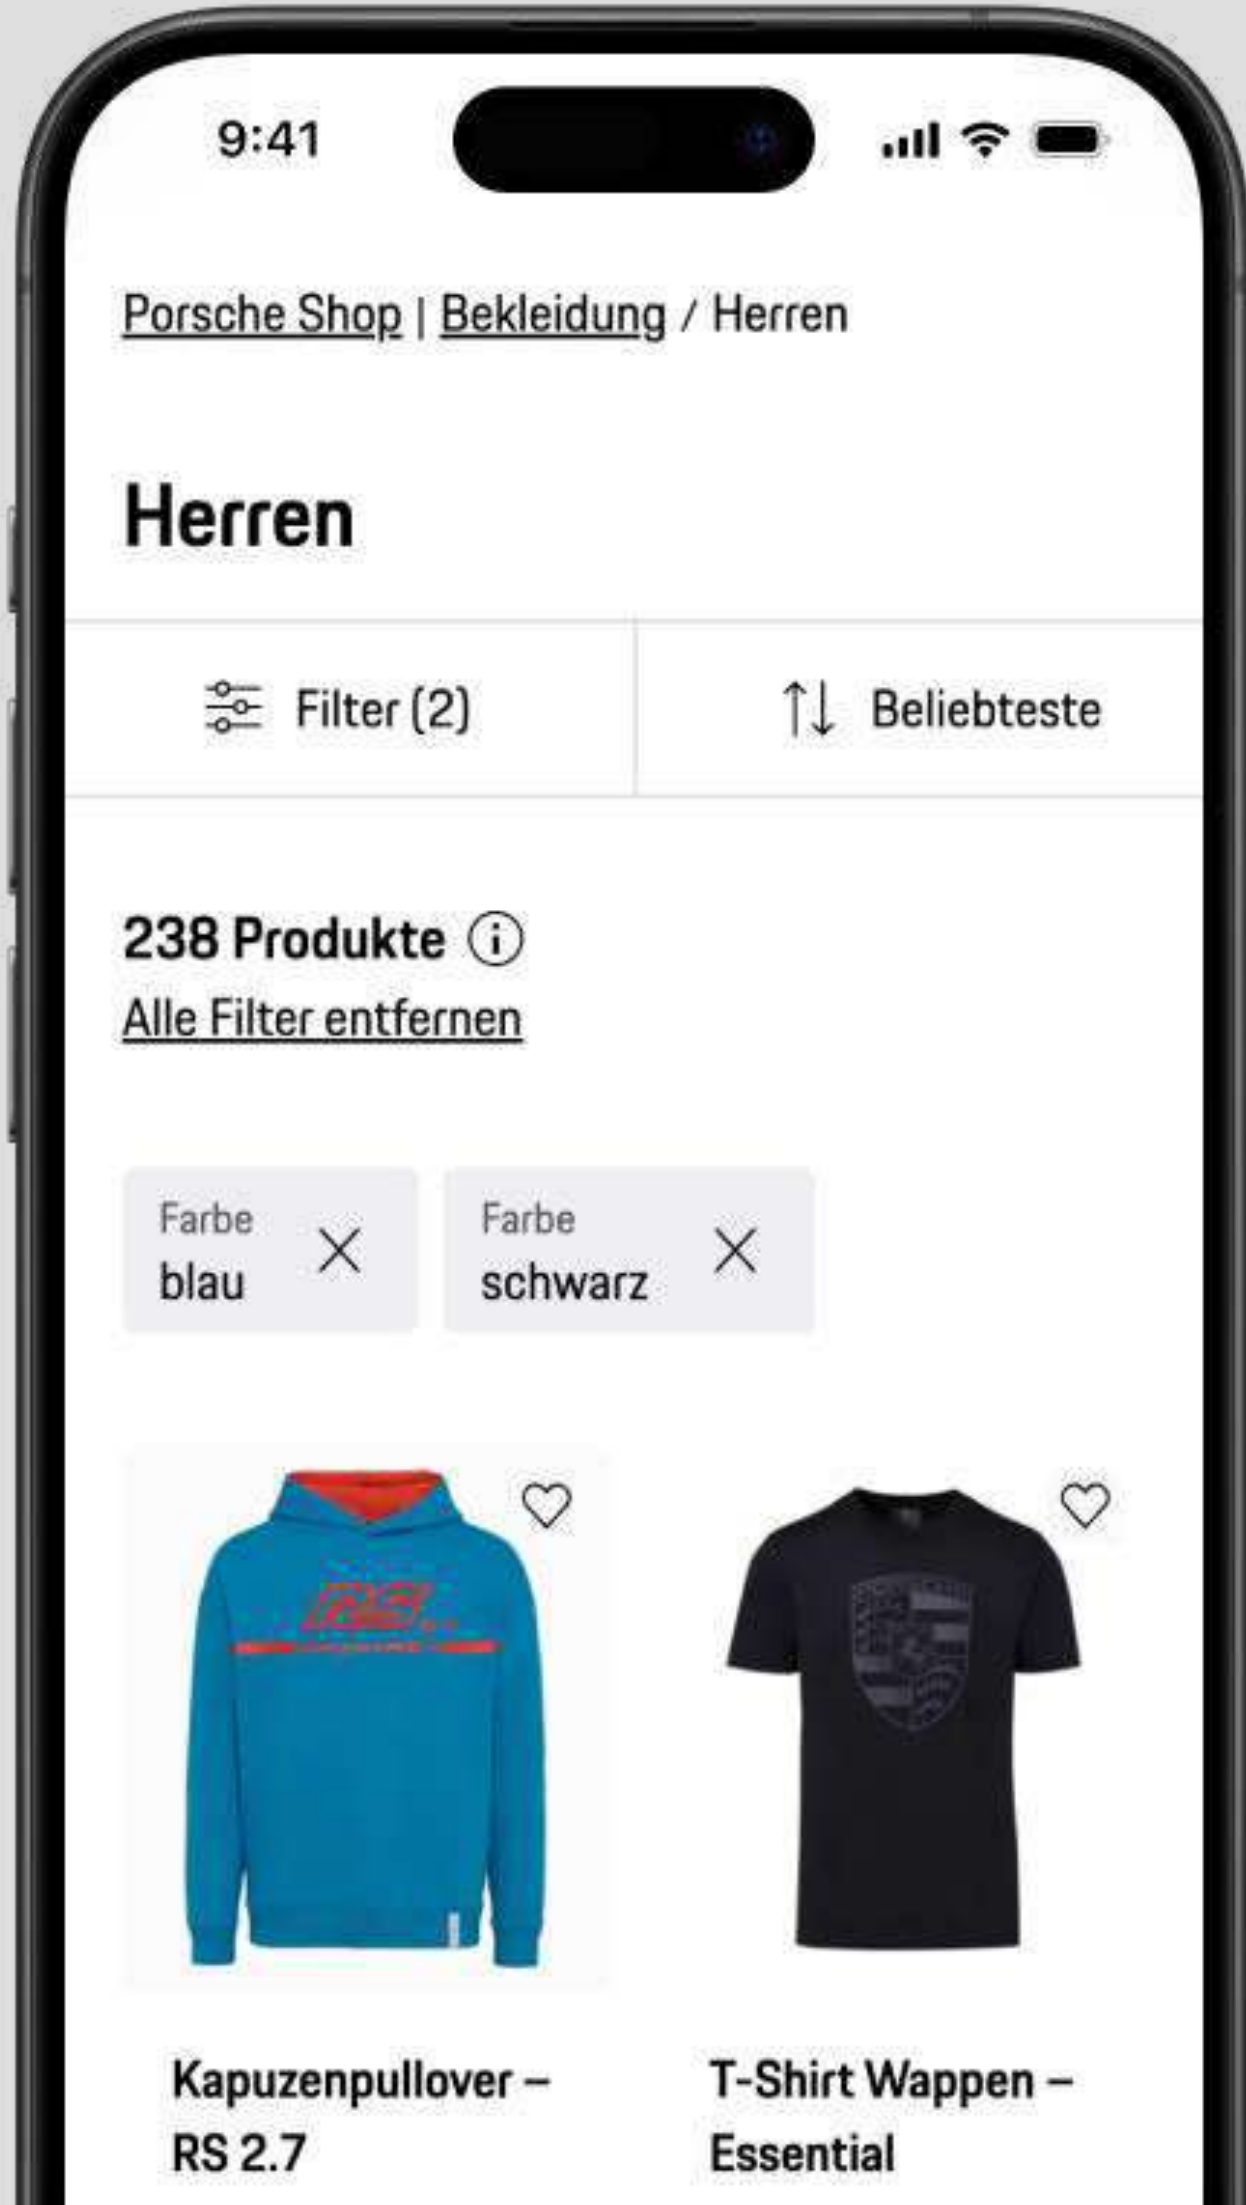 9:41
Porsche Shop | Bekleidung / Herren
Herren
Filter (2)
Beliebteste
238 Produkte
Alle Filter entfernen
Farbe
blau
Farbe
schwarz
RS
Kapuzenpullover –
RS 2.7
T-Shirt Wappen –
Essential